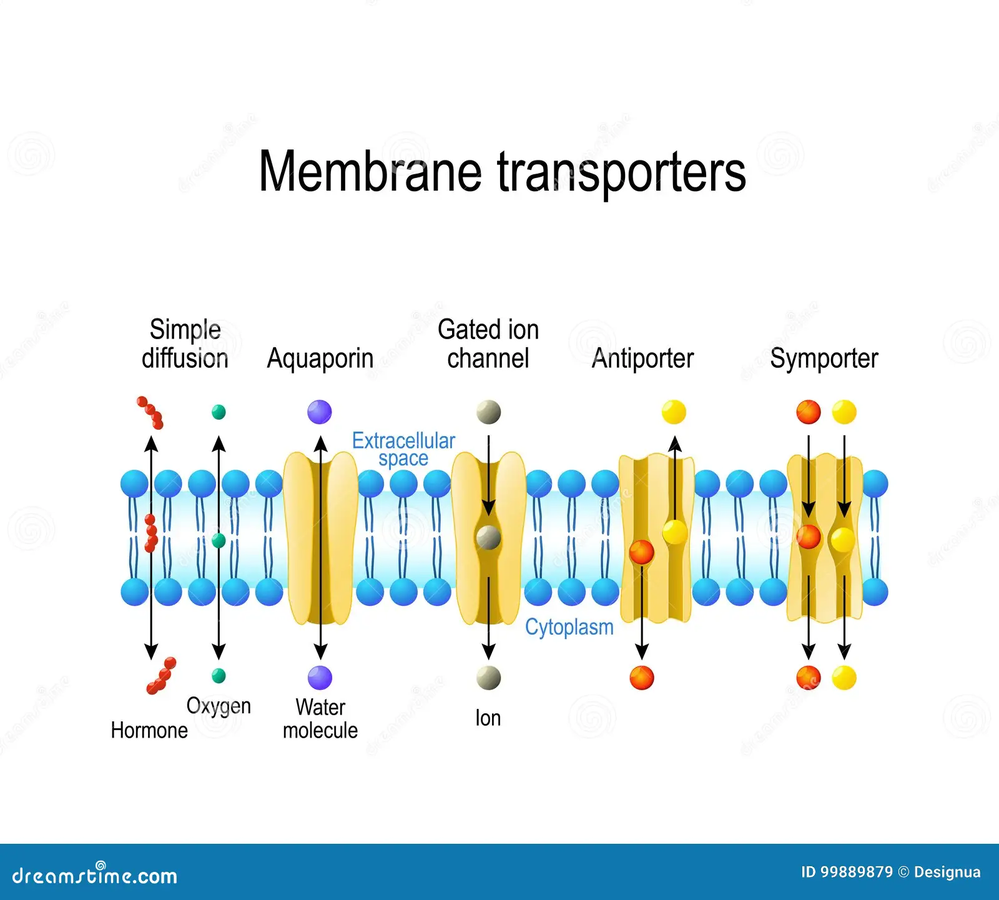 Membrane transporters
Simple
diffusion
Aquaporin
Gated ion
channel
Antiporter
Symporter
Extracellular
space
Cytoplasm
Hormone
Oxygen
Water
molecule
Ion
dreamstime.com
ID 99889879 © Designua